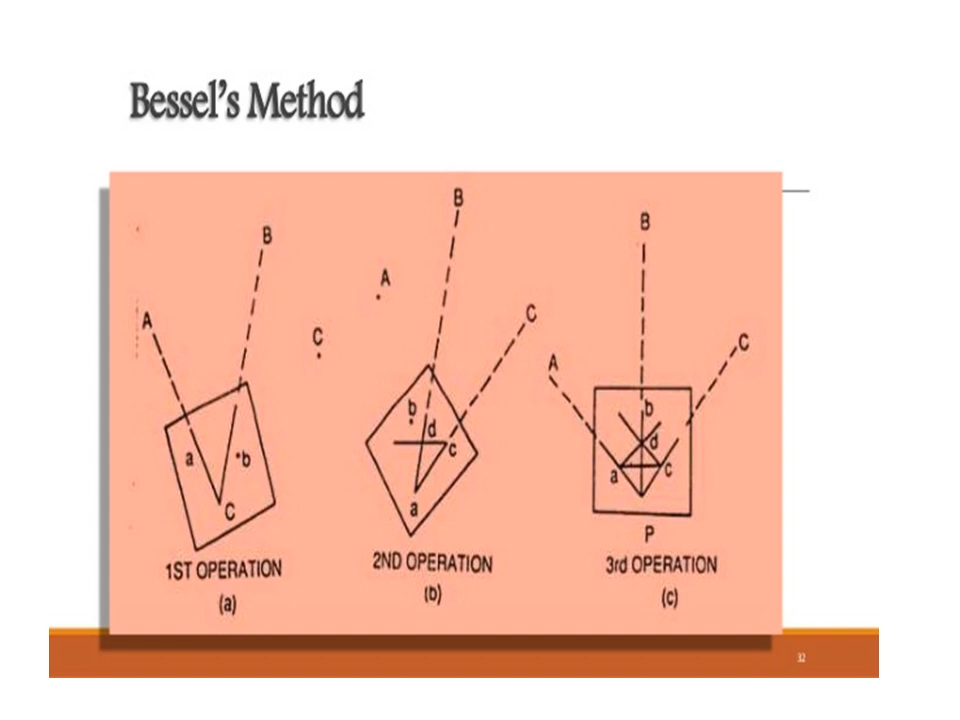 Bessel's Method
B
A
C
a
b
C
1ST OPERATION
(a)
B
A
C
b
d
c
a
2ND OPERATION
(b)
B
C
A
b
d
a
c
P
3rd OPERATION
(c)
32